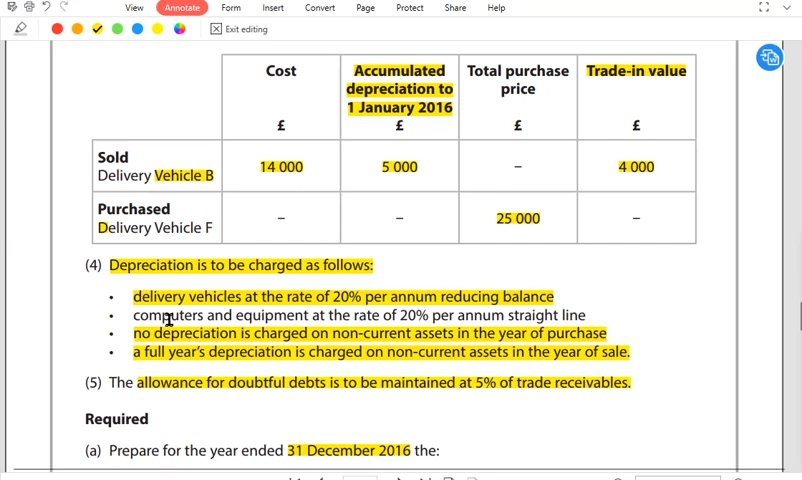 View Annotate Form Insert Convert Page Protect Share Help
Exit editing
Cost Accumulated depreciation to 1 January 2016 Total purchase price Trade-in value
£ £ £ £
Sold
Delivery Vehicle B 14 000 5 000 – 4 000
Purchased
Delivery Vehicle F – – 25 000 –
(4) Depreciation is to be charged as follows:
• delivery vehicles at the rate of 20% per annum reducing balance
• computers and equipment at the rate of 20% per annum straight line
• no depreciation is charged on non-current assets in the year of purchase
• a full year's depreciation is charged on non-current assets in the year of sale.
(5) The allowance for doubtful debts is to be maintained at 5% of trade receivables.
Required
(a) Prepare for the year ended 31 December 2016 the: